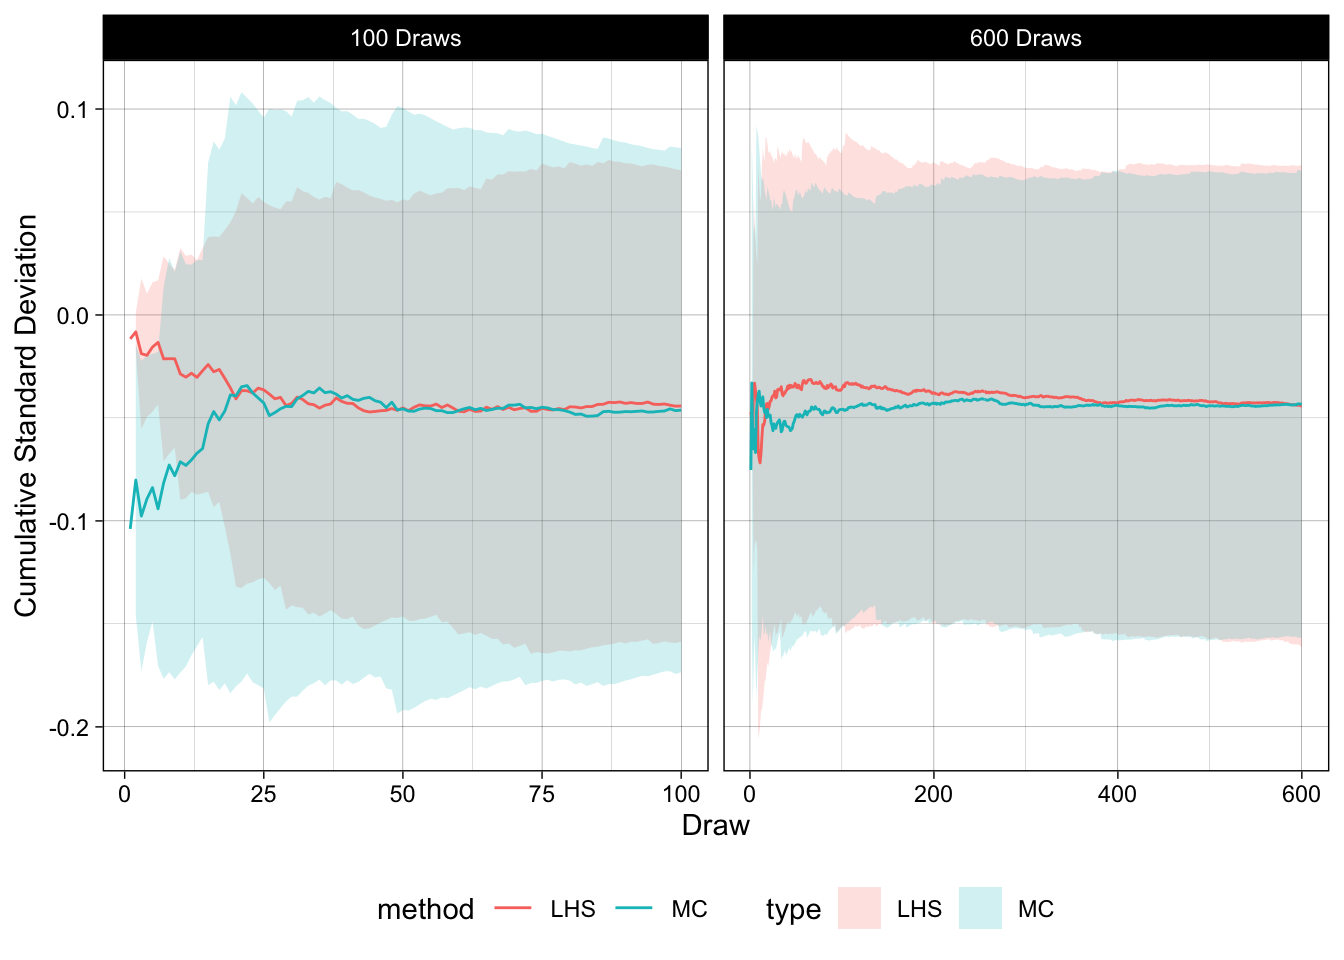 100 Draws
600 Draws
Cumulative Standard Deviation
0.1
0.0
-0.1
-0.2
0 25 50 75 100
0 200 400 600
Draw
method LHS MC type LHS MC